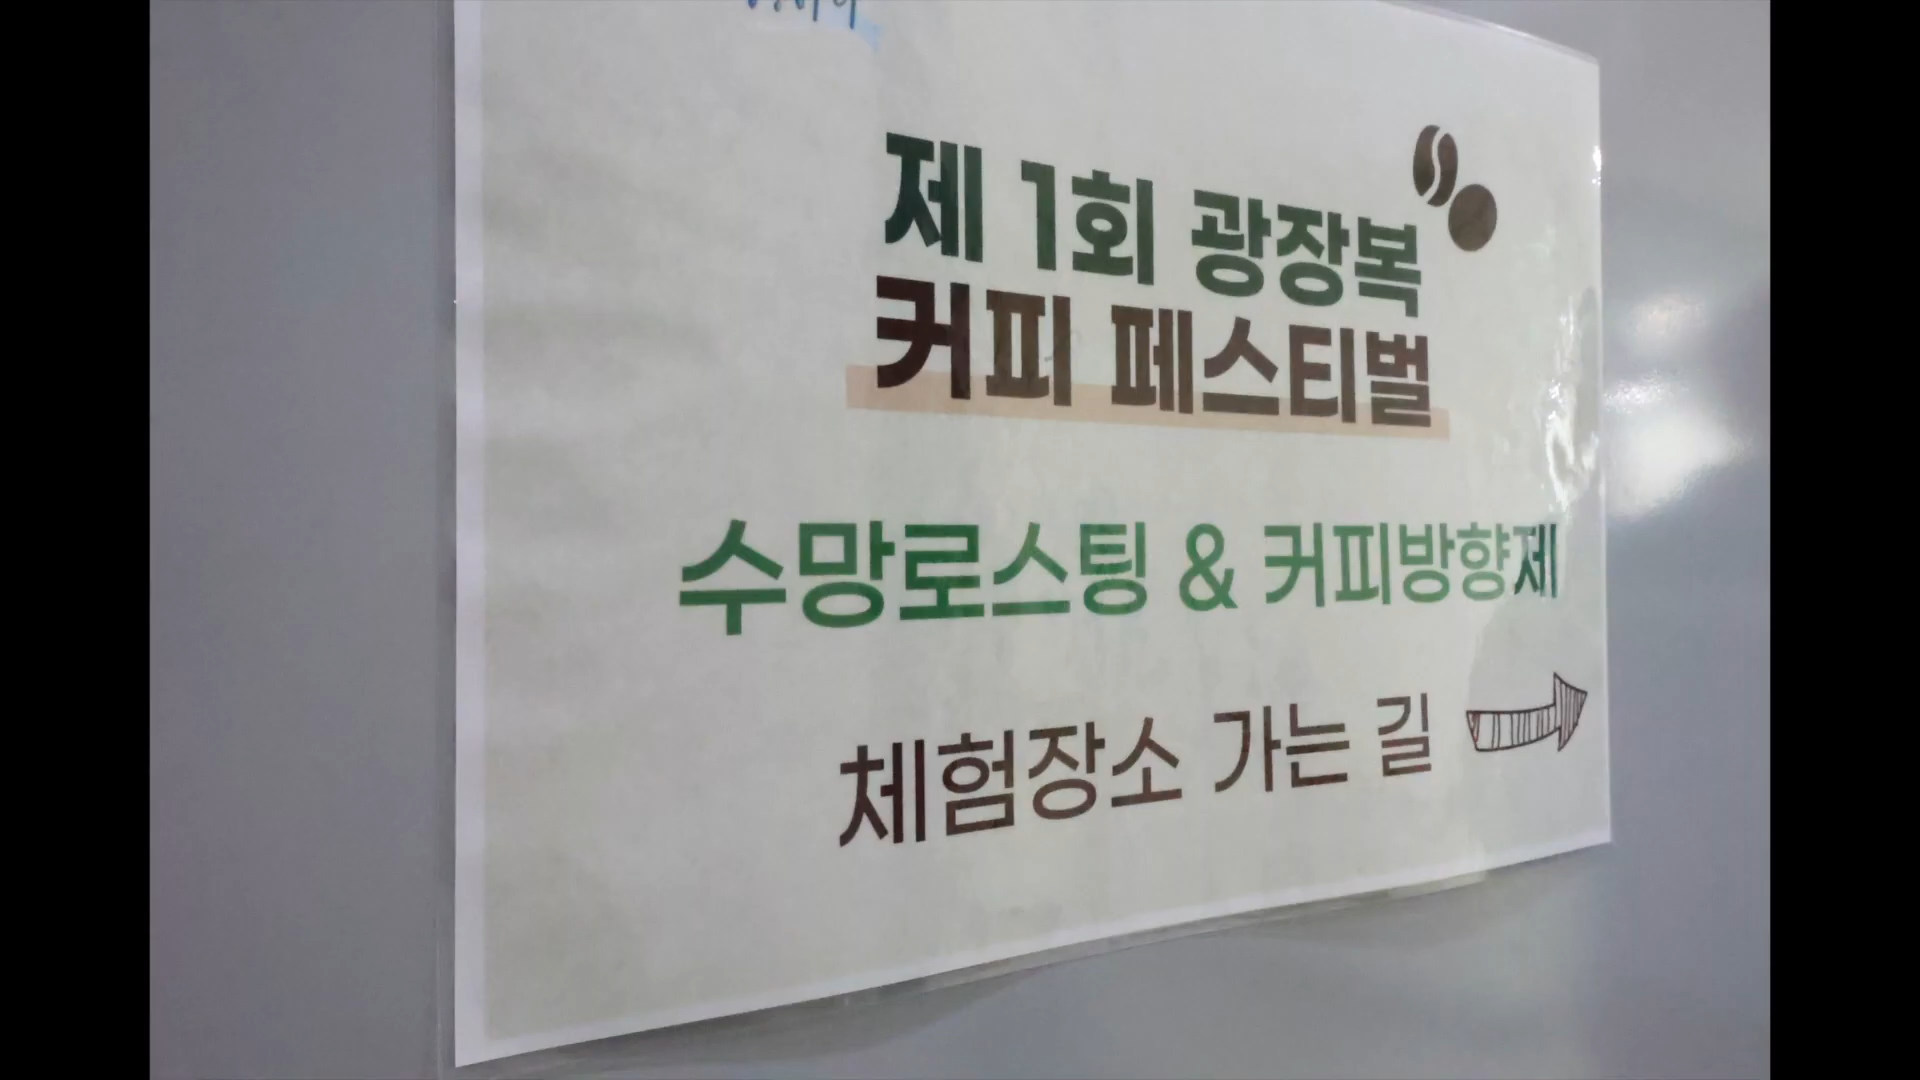 제 1회 광장복
커피 페스티벌
수망로스팅 & 커피방향제
체험장소 가는 길